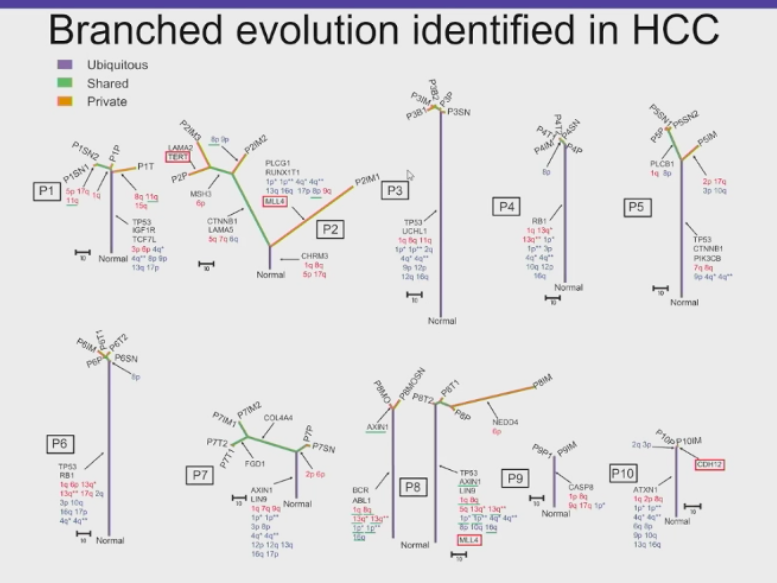 Branched evolution identified in HCC
Ubiquitous
Shared
Private
P1
P1SN2
P1SN1
P1P
P1T
5p 17q 1q
11q
8q 11q
15q
TP53
IGF1R
TCF7L
3p 6p 4q*
4q** 8p 9p
13q 17p
Normal
10
P2
P2IM3
8p 9p
P2IM2
LAMA2
TERT
P2P
MSH3
6p
PLCG1
RUNX1T1
1p* 1p** 4q* 4q**
13q 16q 17p 8p 9q
MLL4
P2IM1
CTNNB1
LAMA5
5q 7q 6q
CHRM3
1q 8q
5p 17q
Normal
10
P3
P3B2
P3IM
P3P
P3B1
P3SN
TP53
UCHL1
1q 8q 11q
1p* 1p** 2q
4q* 4q**
9p 12p
12q 16q
10
Normal
P4
P4T1
P4SN
P4IM
P4P
8p
RB1
1q 13q*
13q** 1p*
1p** 3p
4q* 4q**
10q 12p
16q
Normal
10
P5
P5SN1
P5SN2
P5P
P5IM
PLCB1
1q 8p
2p 17q
3p 10q
TP53
CTNNB1
PIK3CB
7q 6q
9p 4q* 4q**
10
Normal
P6
P6T1
P6T2
P6IM
P6P
P6SN
8p
TP53
RB1
1q 6p 13q*
13q** 17q 2q
3p 10q
16q 17p
4q* 4q**
10
Normal
P7
P7IM2
P7IM1
P7T2
P7T1
COL4A4
FGD1
P7P
P7SN
2p 6p
AXIN1
LIN9
1q 7q 9q
1p* 1p**
3p 8p
4q* 4q**
12p 12q 13q
16q 17p
Normal
10
P8
P8MO
P8MOSN
AXIN1
P8T2
P8T1
P8P
P8IM
NEDD4
6p
BCR
ABL1
1q 8q
13q* 13q**
1p* 1p**
16p
Normal
TP53
AXIN1
LIN9
1q 8q
5q 13q* 13q**
1p* 1p** 4q* 4q**
8p 10q 16q
MLL4
10
P9
P9P1
P9IM
CASP8
1p 8q
9q 17q 1p*
Normal
10
P10
P10P
P10IM
2q 3p
CDH12
ATXN1
1q 2p 8q
1p* 1p**
4q* 4q**
6q 8p
9p 10q
13q 16q
Normal
10